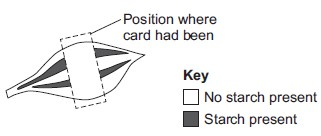 Position where
card had been
Key
No starch present
Starch present